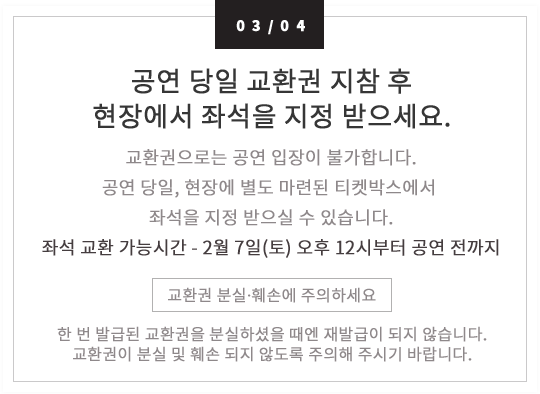 03/04
공연 당일 교환권 지참 후
현장에서 좌석을 지정 받으세요.
교환권으로는 공연 입장이 불가합니다.
공연 당일, 현장에 별도 마련된 티켓박스에서
좌석을 지정 받으실 수 있습니다.
좌석 교환 가능시간 - 2월 7일(토) 오후 12시부터 공연 전까지
교환권 분실·훼손에 주의하세요
한 번 발급된 교환권을 분실하셨을 때엔 재발급이 되지 않습니다.
교환권이 분실 및 훼손 되지 않도록 주의해 주시기 바랍니다.